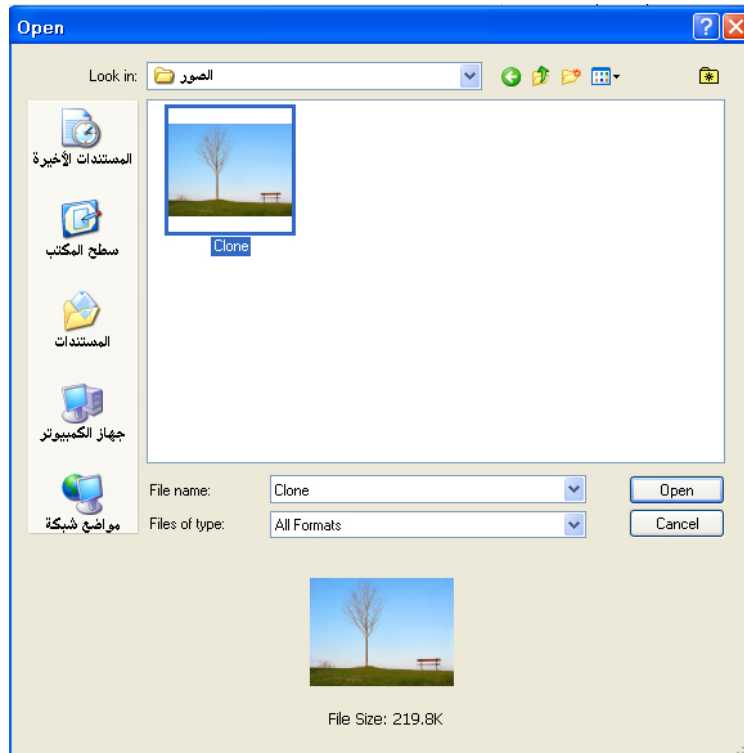 Open
Look in: الصور
المستندات الأخيرة
سطح المكتب
المستندات
جهاز الكمبيوتر
مواضع شبكة
Clone
File name: Clone Open
Files of type: All Formats Cancel
File Size: 219.8K